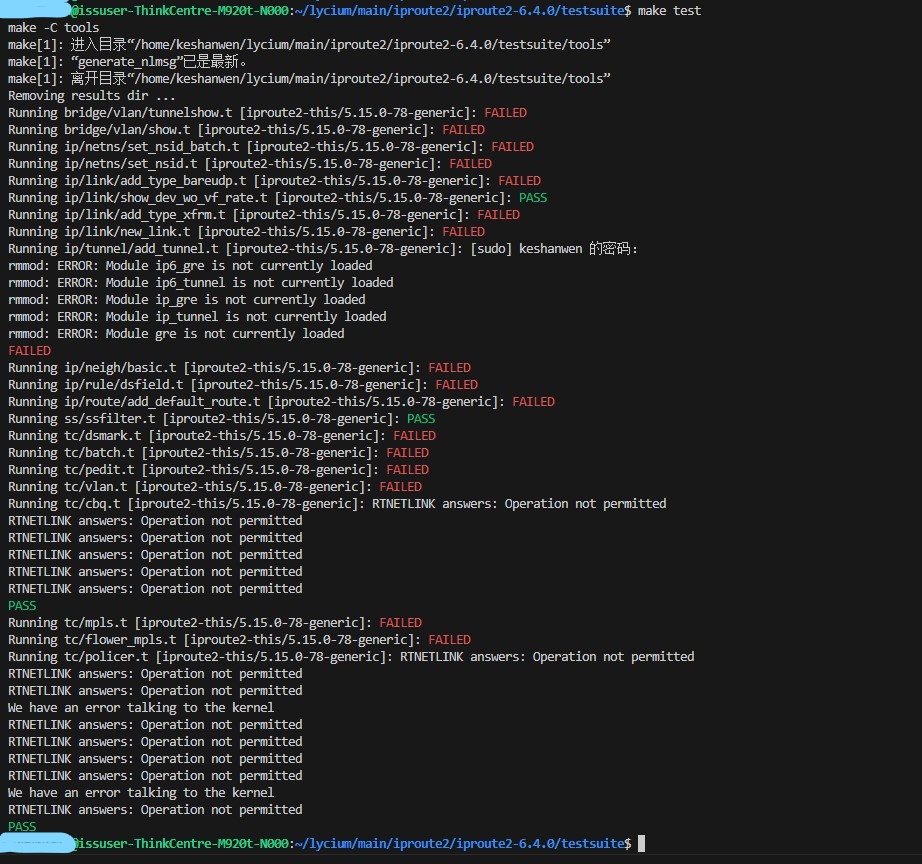 @issuser-ThinkCentre-M920t-N000:~/lycium/main/iproute2/iproute2-6.4.0/testsuite$ make test
make -C tools
make[1]: 进入目录“/home/keshanwen/lycium/main/iproute2/iproute2-6.4.0/testsuite/tools”
make[1]: “generate_nlmsg”已是最新。
make[1]: 离开目录“/home/keshanwen/lycium/main/iproute2/iproute2-6.4.0/testsuite/tools”
Removing results dir ...
Running bridge/vlan/tunnelshow.t [iproute2-this/5.15.0-78-generic]: FAILED
Running bridge/vlan/show.t [iproute2-this/5.15.0-78-generic]: FAILED
Running ip/netns/set_nsid_batch.t [iproute2-this/5.15.0-78-generic]: FAILED
Running ip/netns/set_nsid.t [iproute2-this/5.15.0-78-generic]: FAILED
Running ip/link/add_type_bareudp.t [iproute2-this/5.15.0-78-generic]: FAILED
Running ip/link/show_dev_wo_vf_rate.t [iproute2-this/5.15.0-78-generic]: PASS
Running ip/link/add_type_xfrm.t [iproute2-this/5.15.0-78-generic]: FAILED
Running ip/link/new_link.t [iproute2-this/5.15.0-78-generic]: FAILED
Running ip/tunnel/add_tunnel.t [iproute2-this/5.15.0-78-generic]: [sudo] keshanwen 的密码：
rmmod: ERROR: Module ip6_gre is not currently loaded
rmmod: ERROR: Module ip6_tunnel is not currently loaded
rmmod: ERROR: Module ip_gre is not currently loaded
rmmod: ERROR: Module ip_tunnel is not currently loaded
rmmod: ERROR: Module gre is not currently loaded
FAILED
Running ip/neigh/basic.t [iproute2-this/5.15.0-78-generic]: FAILED
Running ip/rule/dsfield.t [iproute2-this/5.15.0-78-generic]: FAILED
Running ip/route/add_default_route.t [iproute2-this/5.15.0-78-generic]: FAILED
Running ss/ssfilter.t [iproute2-this/5.15.0-78-generic]: PASS
Running tc/dsmark.t [iproute2-this/5.15.0-78-generic]: FAILED
Running tc/batch.t [iproute2-this/5.15.0-78-generic]: FAILED
Running tc/pedit.t [iproute2-this/5.15.0-78-generic]: FAILED
Running tc/vlan.t [iproute2-this/5.15.0-78-generic]: FAILED
Running tc/cbq.t [iproute2-this/5.15.0-78-generic]: RTNETLINK answers: Operation not permitted
RTNETLINK answers: Operation not permitted
RTNETLINK answers: Operation not permitted
RTNETLINK answers: Operation not permitted
RTNETLINK answers: Operation not permitted
RTNETLINK answers: Operation not permitted
PASS
Running tc/mpls.t [iproute2-this/5.15.0-78-generic]: FAILED
Running tc/flower_mpls.t [iproute2-this/5.15.0-78-generic]: FAILED
Running tc/policer.t [iproute2-this/5.15.0-78-generic]: RTNETLINK answers: Operation not permitted
RTNETLINK answers: Operation not permitted
RTNETLINK answers: Operation not permitted
We have an error talking to the kernel
RTNETLINK answers: Operation not permitted
RTNETLINK answers: Operation not permitted
RTNETLINK answers: Operation not permitted
RTNETLINK answers: Operation not permitted
We have an error talking to the kernel
RTNETLINK answers: Operation not permitted
PASS
@issuser-ThinkCentre-M920t-N000:~/lycium/main/iproute2/iproute2-6.4.0/testsuite$